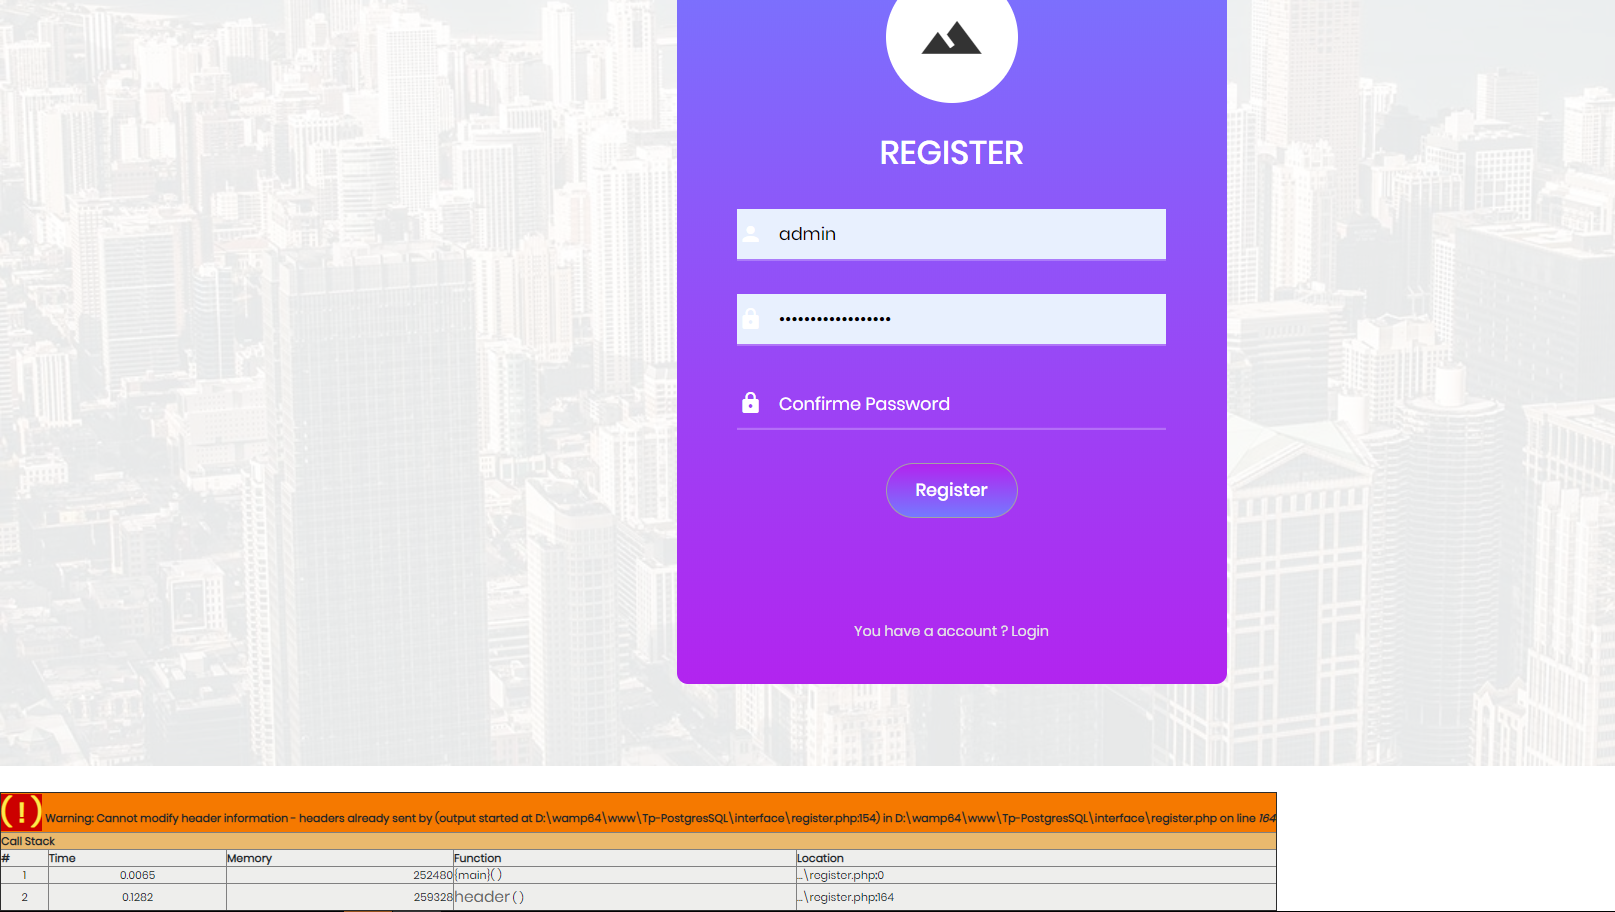 REGISTER
admin
••••••••••••••••••
Confirme Password
Register
You have a account ? Login
(!) Warning: Cannot modify header information - headers already sent by (output started at D:\wamp64\www\Tp-PostgresSQL\interface\register.php:154) in D:\wamp64\www\Tp-PostgresSQL\interface\register.php on line 164
Call Stack
# Time Memory Function Location
1 0.0065 252480 {main}( ) ...\register.php:0
2 0.1282 259328 header ( ) ...\register.php:164